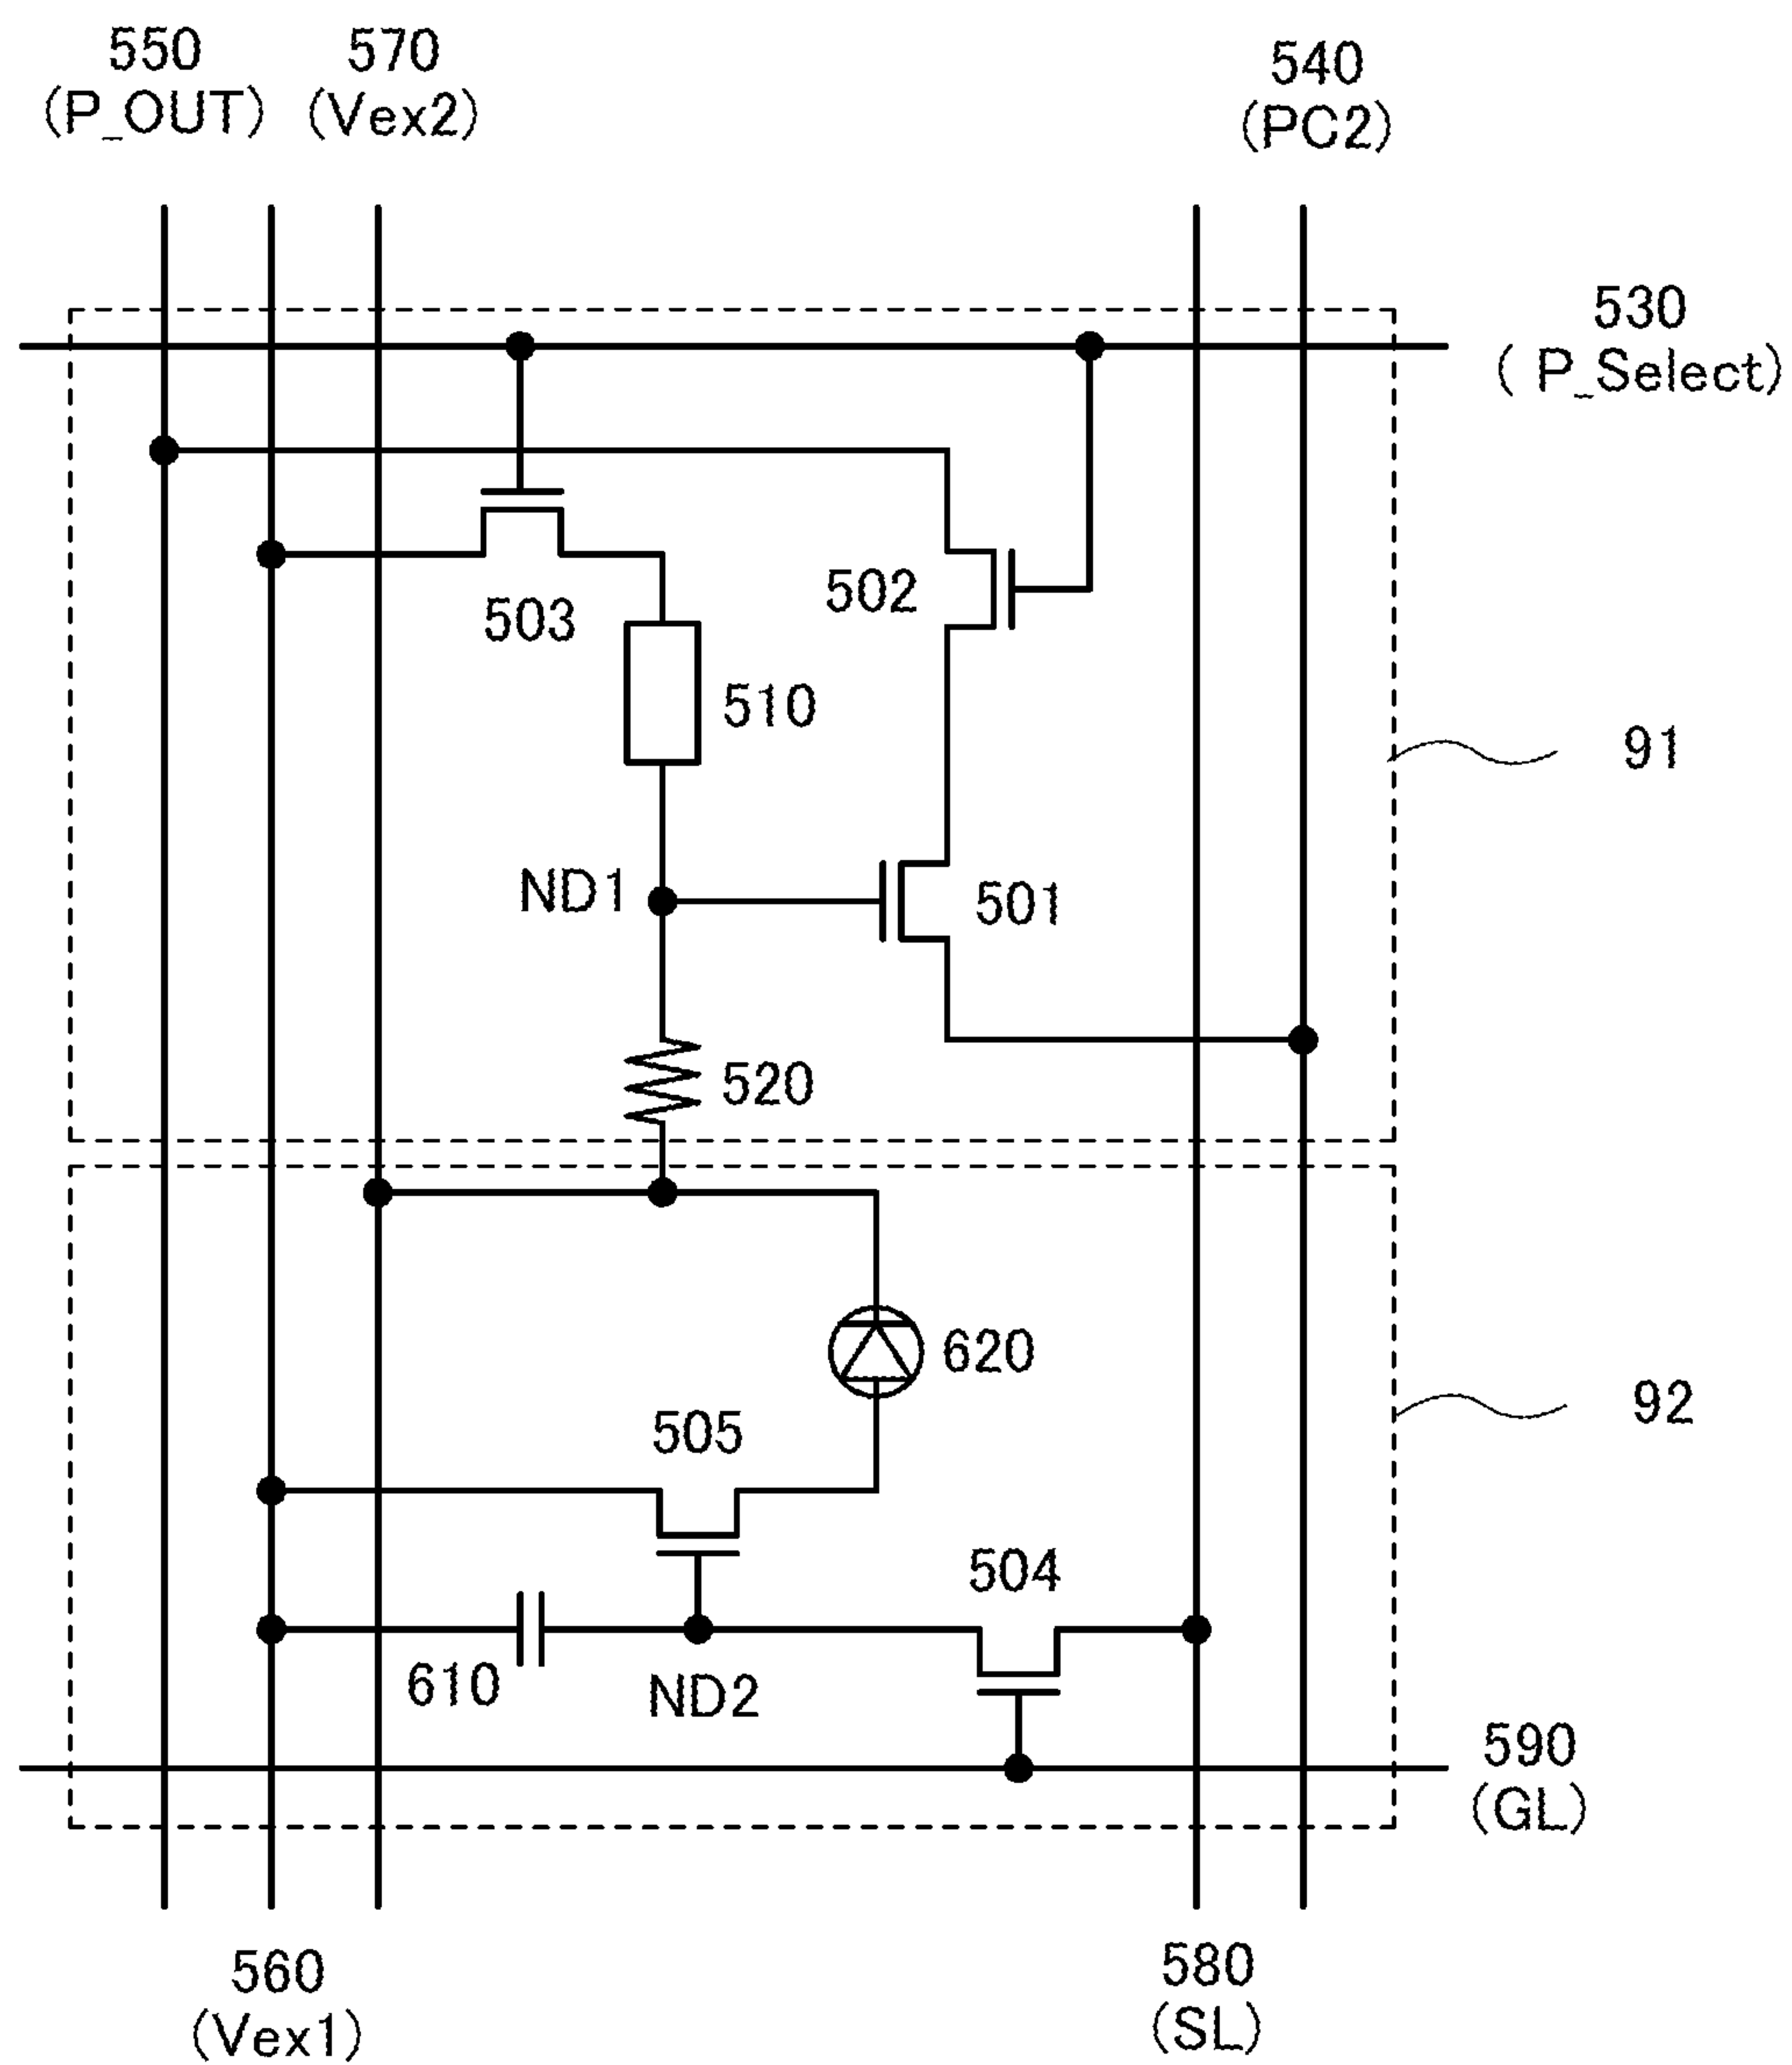 550
(P_OUT)
570
(Vex2)
540
(PC2)
530
( P_Select)
503
502
510
91
ND1
501
520
620
92
505
504
610
ND2
590
(GL)
560
(Vex1)
580
(SL)